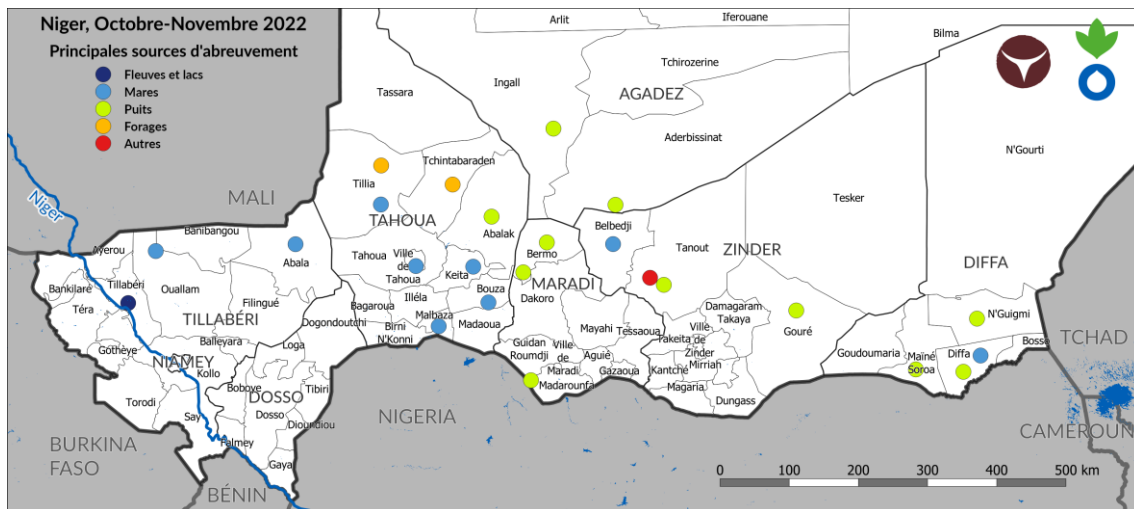 Niger, Octobre-Novembre 2022
Principales sources d'abreuvement
Fleuves et lacs
Mares
Puits
Forages
Autres
Arlit
Iferouane
Bilma
Tchirozerine
Ingall
Tassara
AGADEZ
Aderbissinat
N'Gourti
Tchintabaraden
Tillia
Tesker
MALI
Niger
TAHOUA
Abalak
Belbedji
Banibangou
Ayerou
Abala
Tahoua
Ville
de
Tahoua
Keita
Bermo
Tanout
ZINDER
DIFFA
Bankilaré
Tillabéri
Ouallam
Filingué
Bagaroua
Illéla
Bouza
MARADI
Dakoro
Téra
TILLABÉRI
Dogondoutchi
Birni
N'Konni
Malbaza
Madaoua
Mayahi
Tessaoua
Damagaram
Takaya
Gouré
N'Guigmi
Bosso
TCHAD
Gothèye
NIAMEY
Balleyara
Loga
Guidan
Roumdji
Ville
de
Maradi
Aguié
Gazaoua
Madarounfa
Takeita
Ville
de
Zinder
Mirriah
Kantché
Magaria
Dungass
Goudoumaria
Maïné
Soroa
Diffa
Kollo
Boboye
DOSSO
Tibiri
Torodi
Say
Dosso
Dioundiou
Falmey
Gaya
NIGERIA
BURKINA
FASO
BÉNIN
CAMEROUN
0 100 200 300 400 500 km